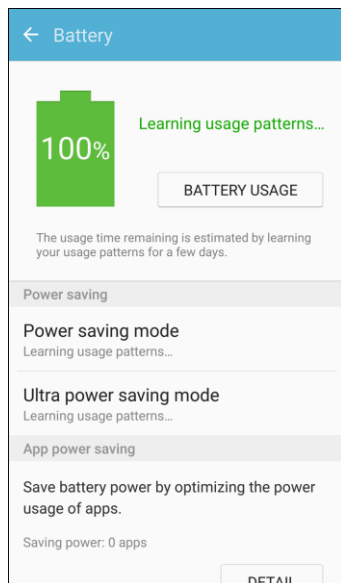 Battery
Learning usage patterns...
100%
BATTERY USAGE
The usage time remaining is estimated by learning
your usage patterns for a few days.
Power saving
Power saving mode
Learning usage patterns...
Ultra power saving mode
Learning usage patterns...
App power saving
Save battery power by optimizing the power
usage of apps.
Saving power: 0 apps
DETAIL